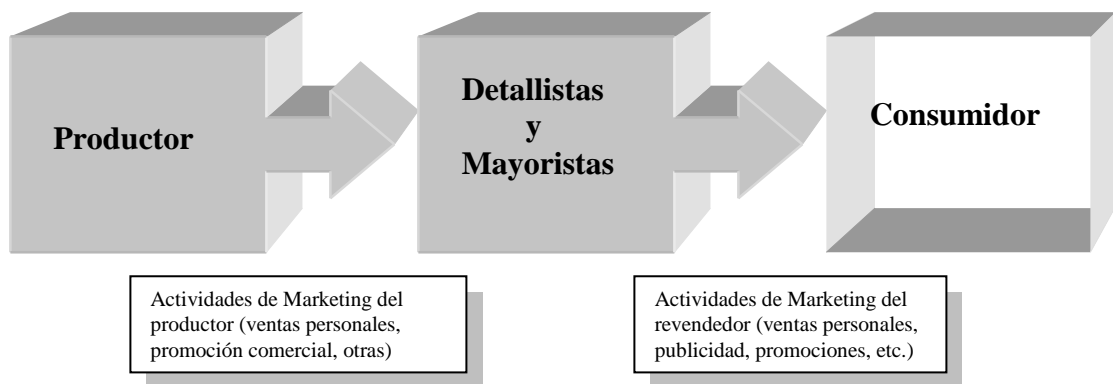 Productor
Detallistas
y
Mayoristas
Consumidor
Actividades de Marketing del
productor (ventas personales,
promoción comercial, otras)
Actividades de Marketing del
revendedor (ventas personales,
publicidad, promociones, etc.)